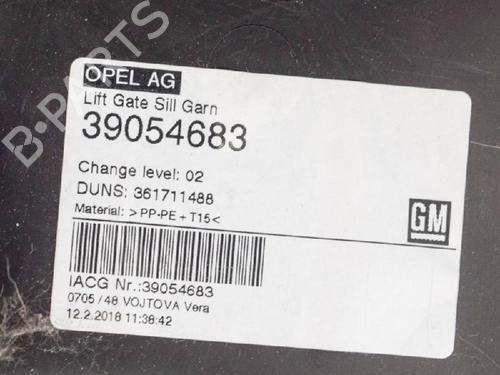 B-PARTS
OPEL AG
Lift Gate Sill Garn
39054683
Change level: 02
DUNS: 361711488
Material: >PP-PE+T15<
GM
IACG Nr.:39054683
0705 / 48 VOJTOVA Vera
12.2.2018 11:38:42